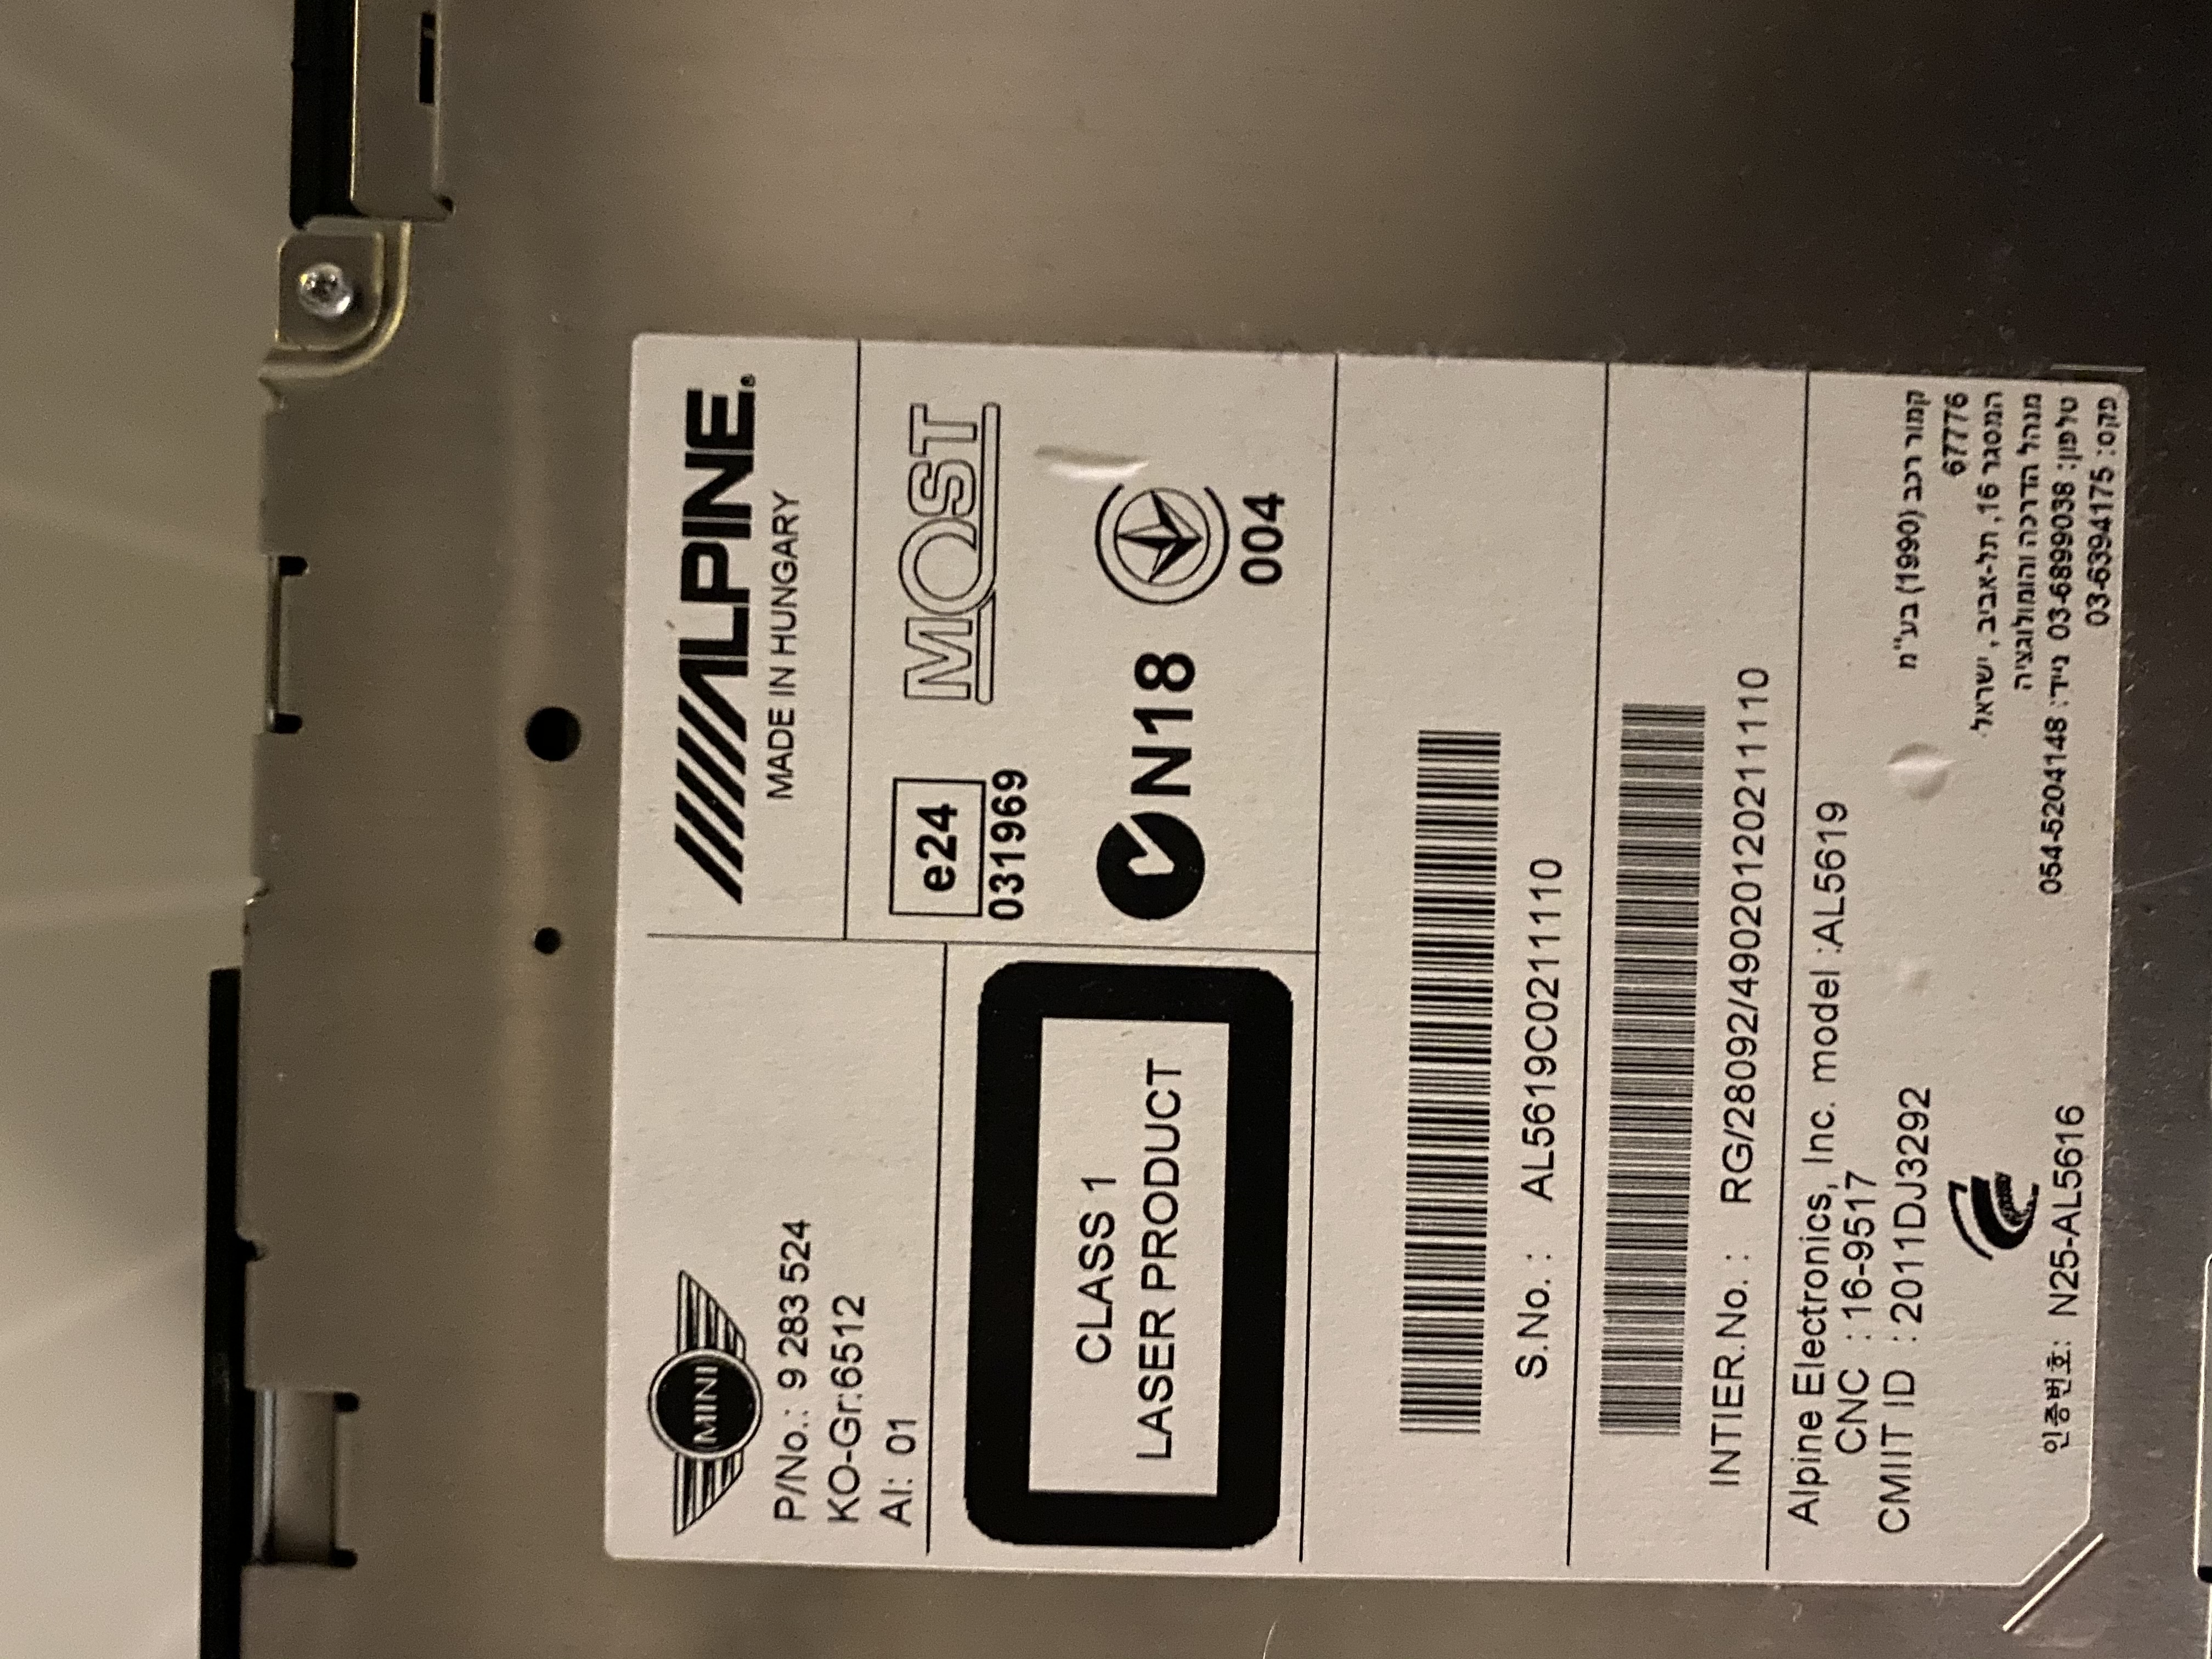 MINI
P/No.: 9 283 524
KO-Gr.:6512
AI: 01
ALPINE®
MADE IN HUNGARY
CLASS 1
LASER PRODUCT
e24
031969
MOST
N18
004
S.No. : AL5619C0211110
INTIER.No. : RG/28092/49020120211110
Alpine Electronics, Inc. model :AL5619
CNC : 16-9517
CMIIT ID : 2011DJ3292
인증번호: N25-AL5616
קמור רכב (1990) בע"מ
המסגר 16, תל-אביב, ישראל
67776
מנהל הדרכה והומולוגציה
טלפון: 03-6899038 נייד: 054-5204148
פקס: 03-6394175